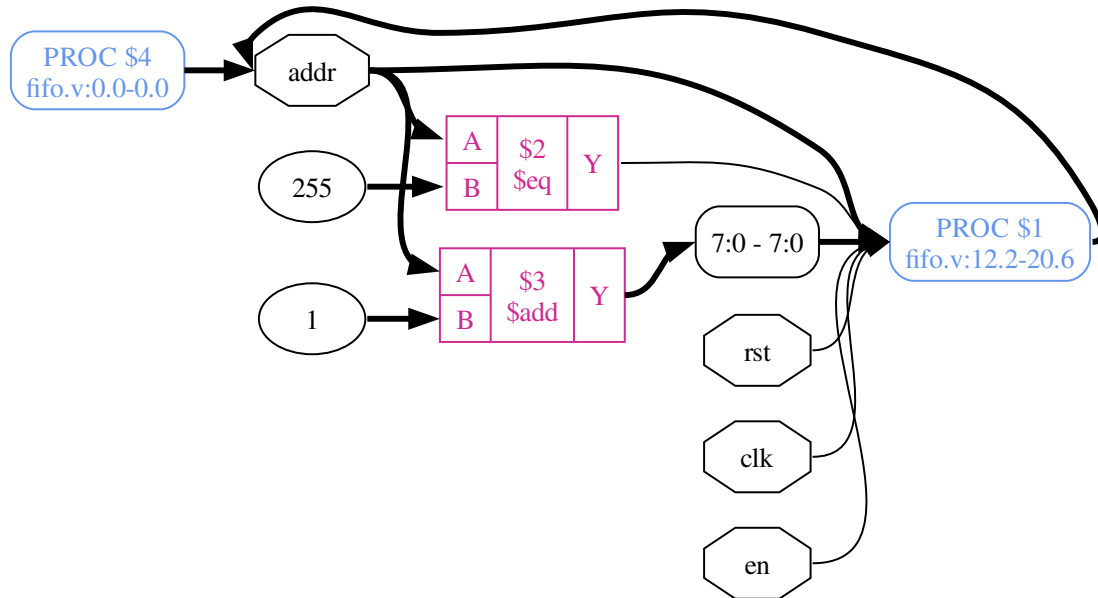 PROC $4
fifo.v:0.0-0.0
addr
A
B
$2
$eq
Y
255
A
B
$3
$add
Y
1
7:0 - 7:0
PROC $1
fifo.v:12.2-20.6
rst
clk
en